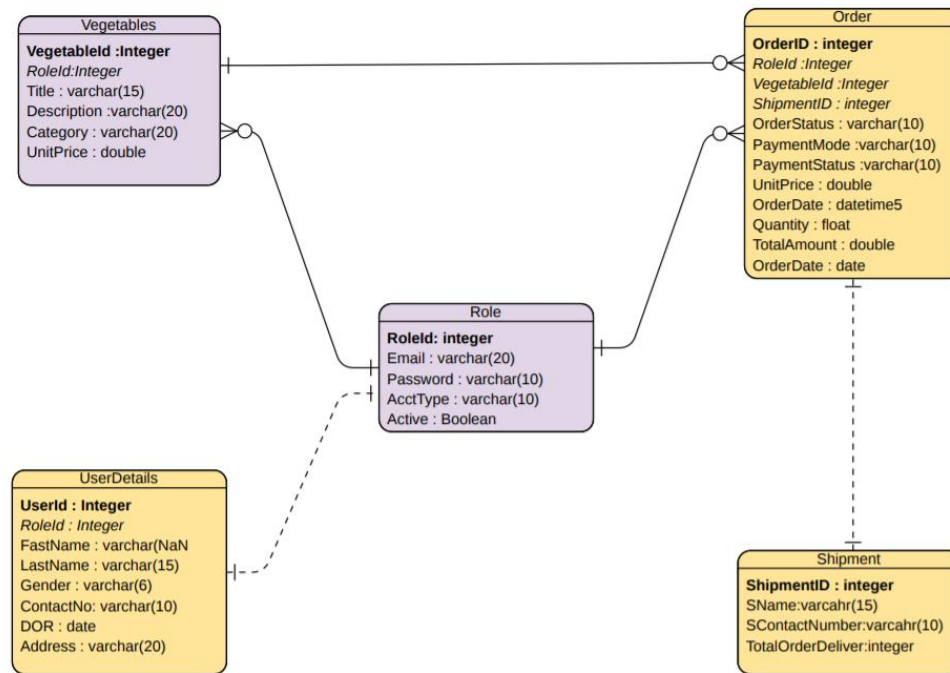 Vegetables
VegetableId :Integer
RoleId:Integer
Title : varchar(15)
Description :varchar(20)
Category : varchar(20)
UnitPrice : double
Order
OrderID : integer
RoleId :Integer
VegetableId :Integer
ShipmentID : integer
OrderStatus : varchar(10)
PaymentMode :varchar(10)
PaymentStatus :varchar(10)
UnitPrice : double
OrderDate : datetime5
Quantity : float
TotalAmount : double
OrderDate : date
Role
RoleId: integer
Email : varchar(20)
Password : varchar(10)
AcctType : varchar(10)
Active : Boolean
UserDetails
UserId : Integer
RoleId : Integer
FastName : varchar(NaN
LastName : varchar(15)
Gender : varchar(6)
ContactNo: varchar(10)
DOR : date
Address : varchar(20)
Shipment
ShipmentID : integer
SName:varcahr(15)
SContactNumber:varcahr(10)
TotalOrderDeliver:integer